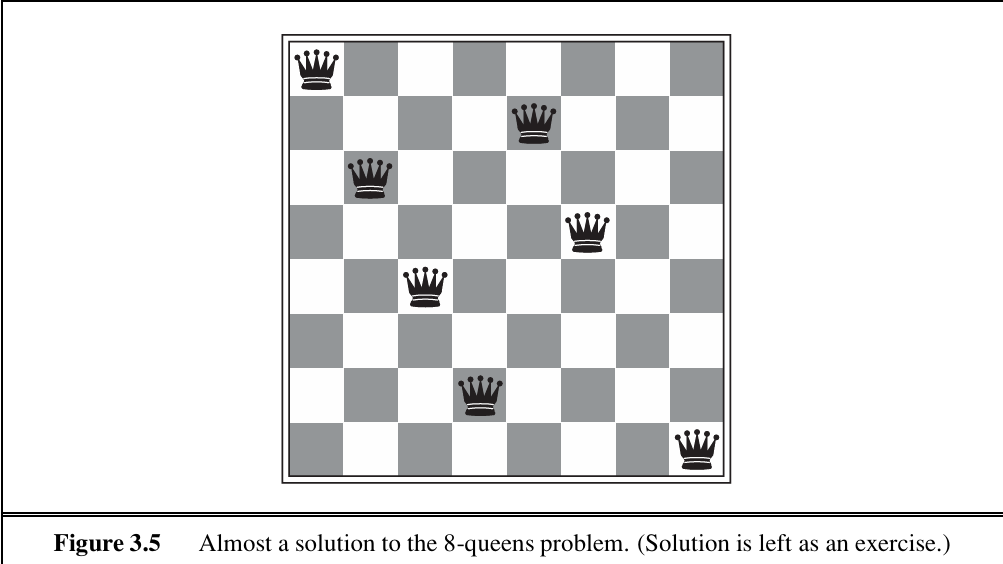 Figure 3.5 Almost a solution to the 8-queens problem. (Solution is left as an exercise.)